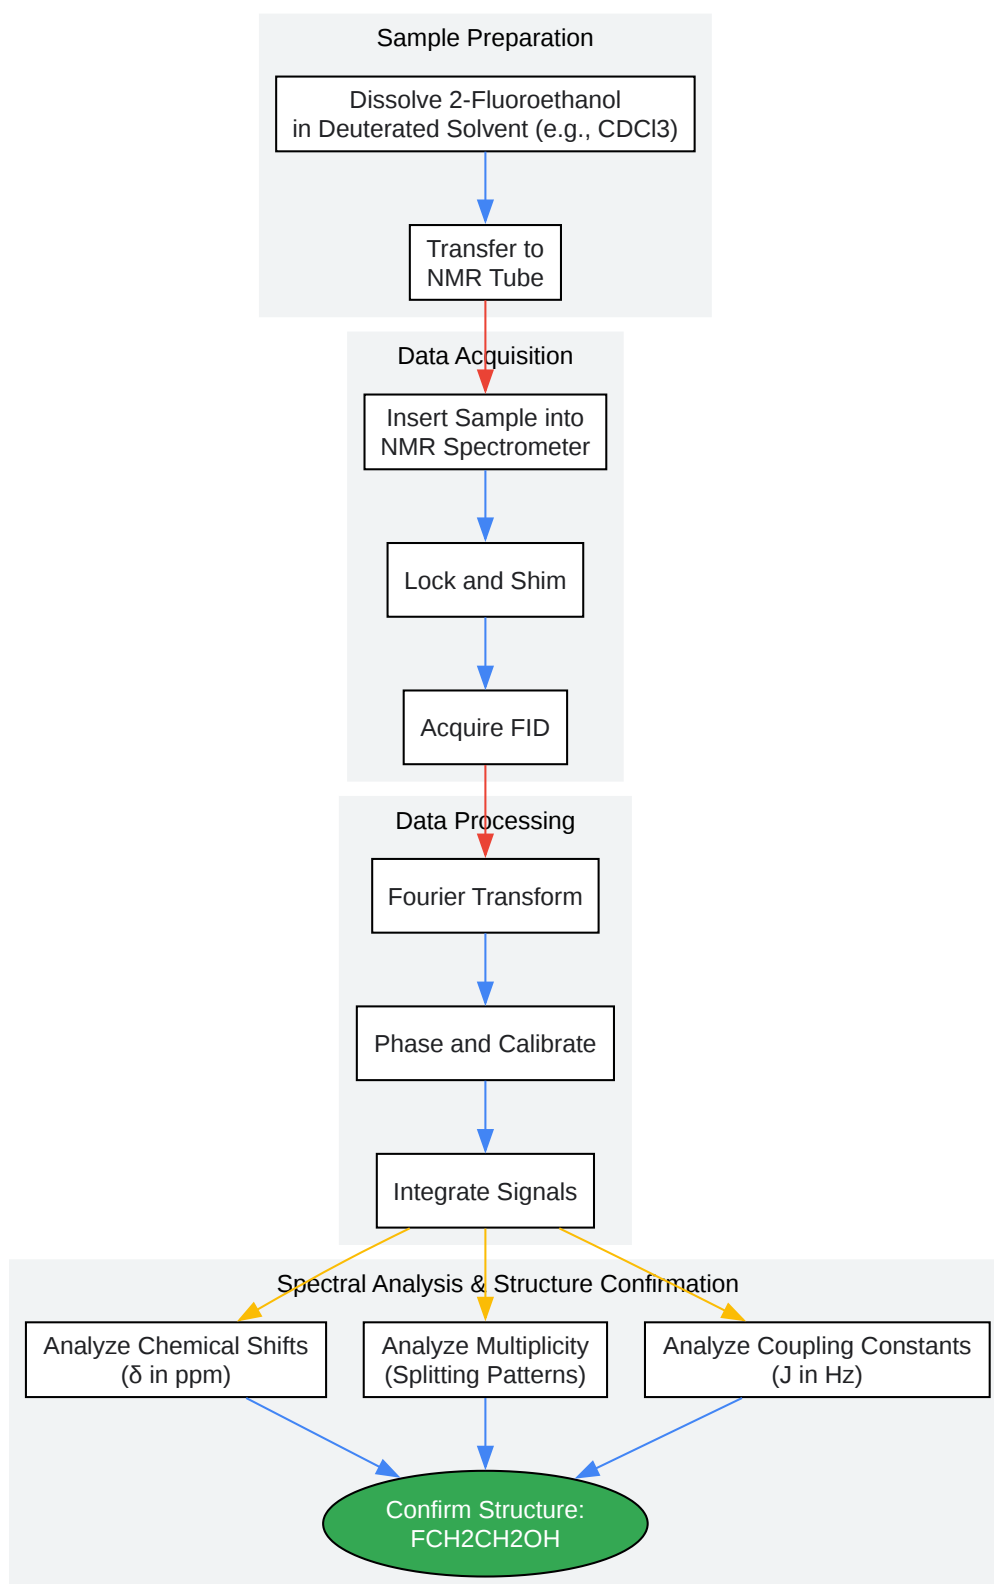 Sample Preparation
Dissolve 2-Fluoroethanol
in Deuterated Solvent (e.g., CDCl3)
Transfer to
NMR Tube
Data Acquisition
Insert Sample into
NMR Spectrometer
Lock and Shim
Acquire FID
Data Processing
Fourier Transform
Phase and Calibrate
Integrate Signals
Spectral Analysis & Structure Confirmation
Analyze Chemical Shifts
(δ in ppm)
Analyze Multiplicity
(Splitting Patterns)
Analyze Coupling Constants
(J in Hz)
Confirm Structure:
FCH2CH2OH